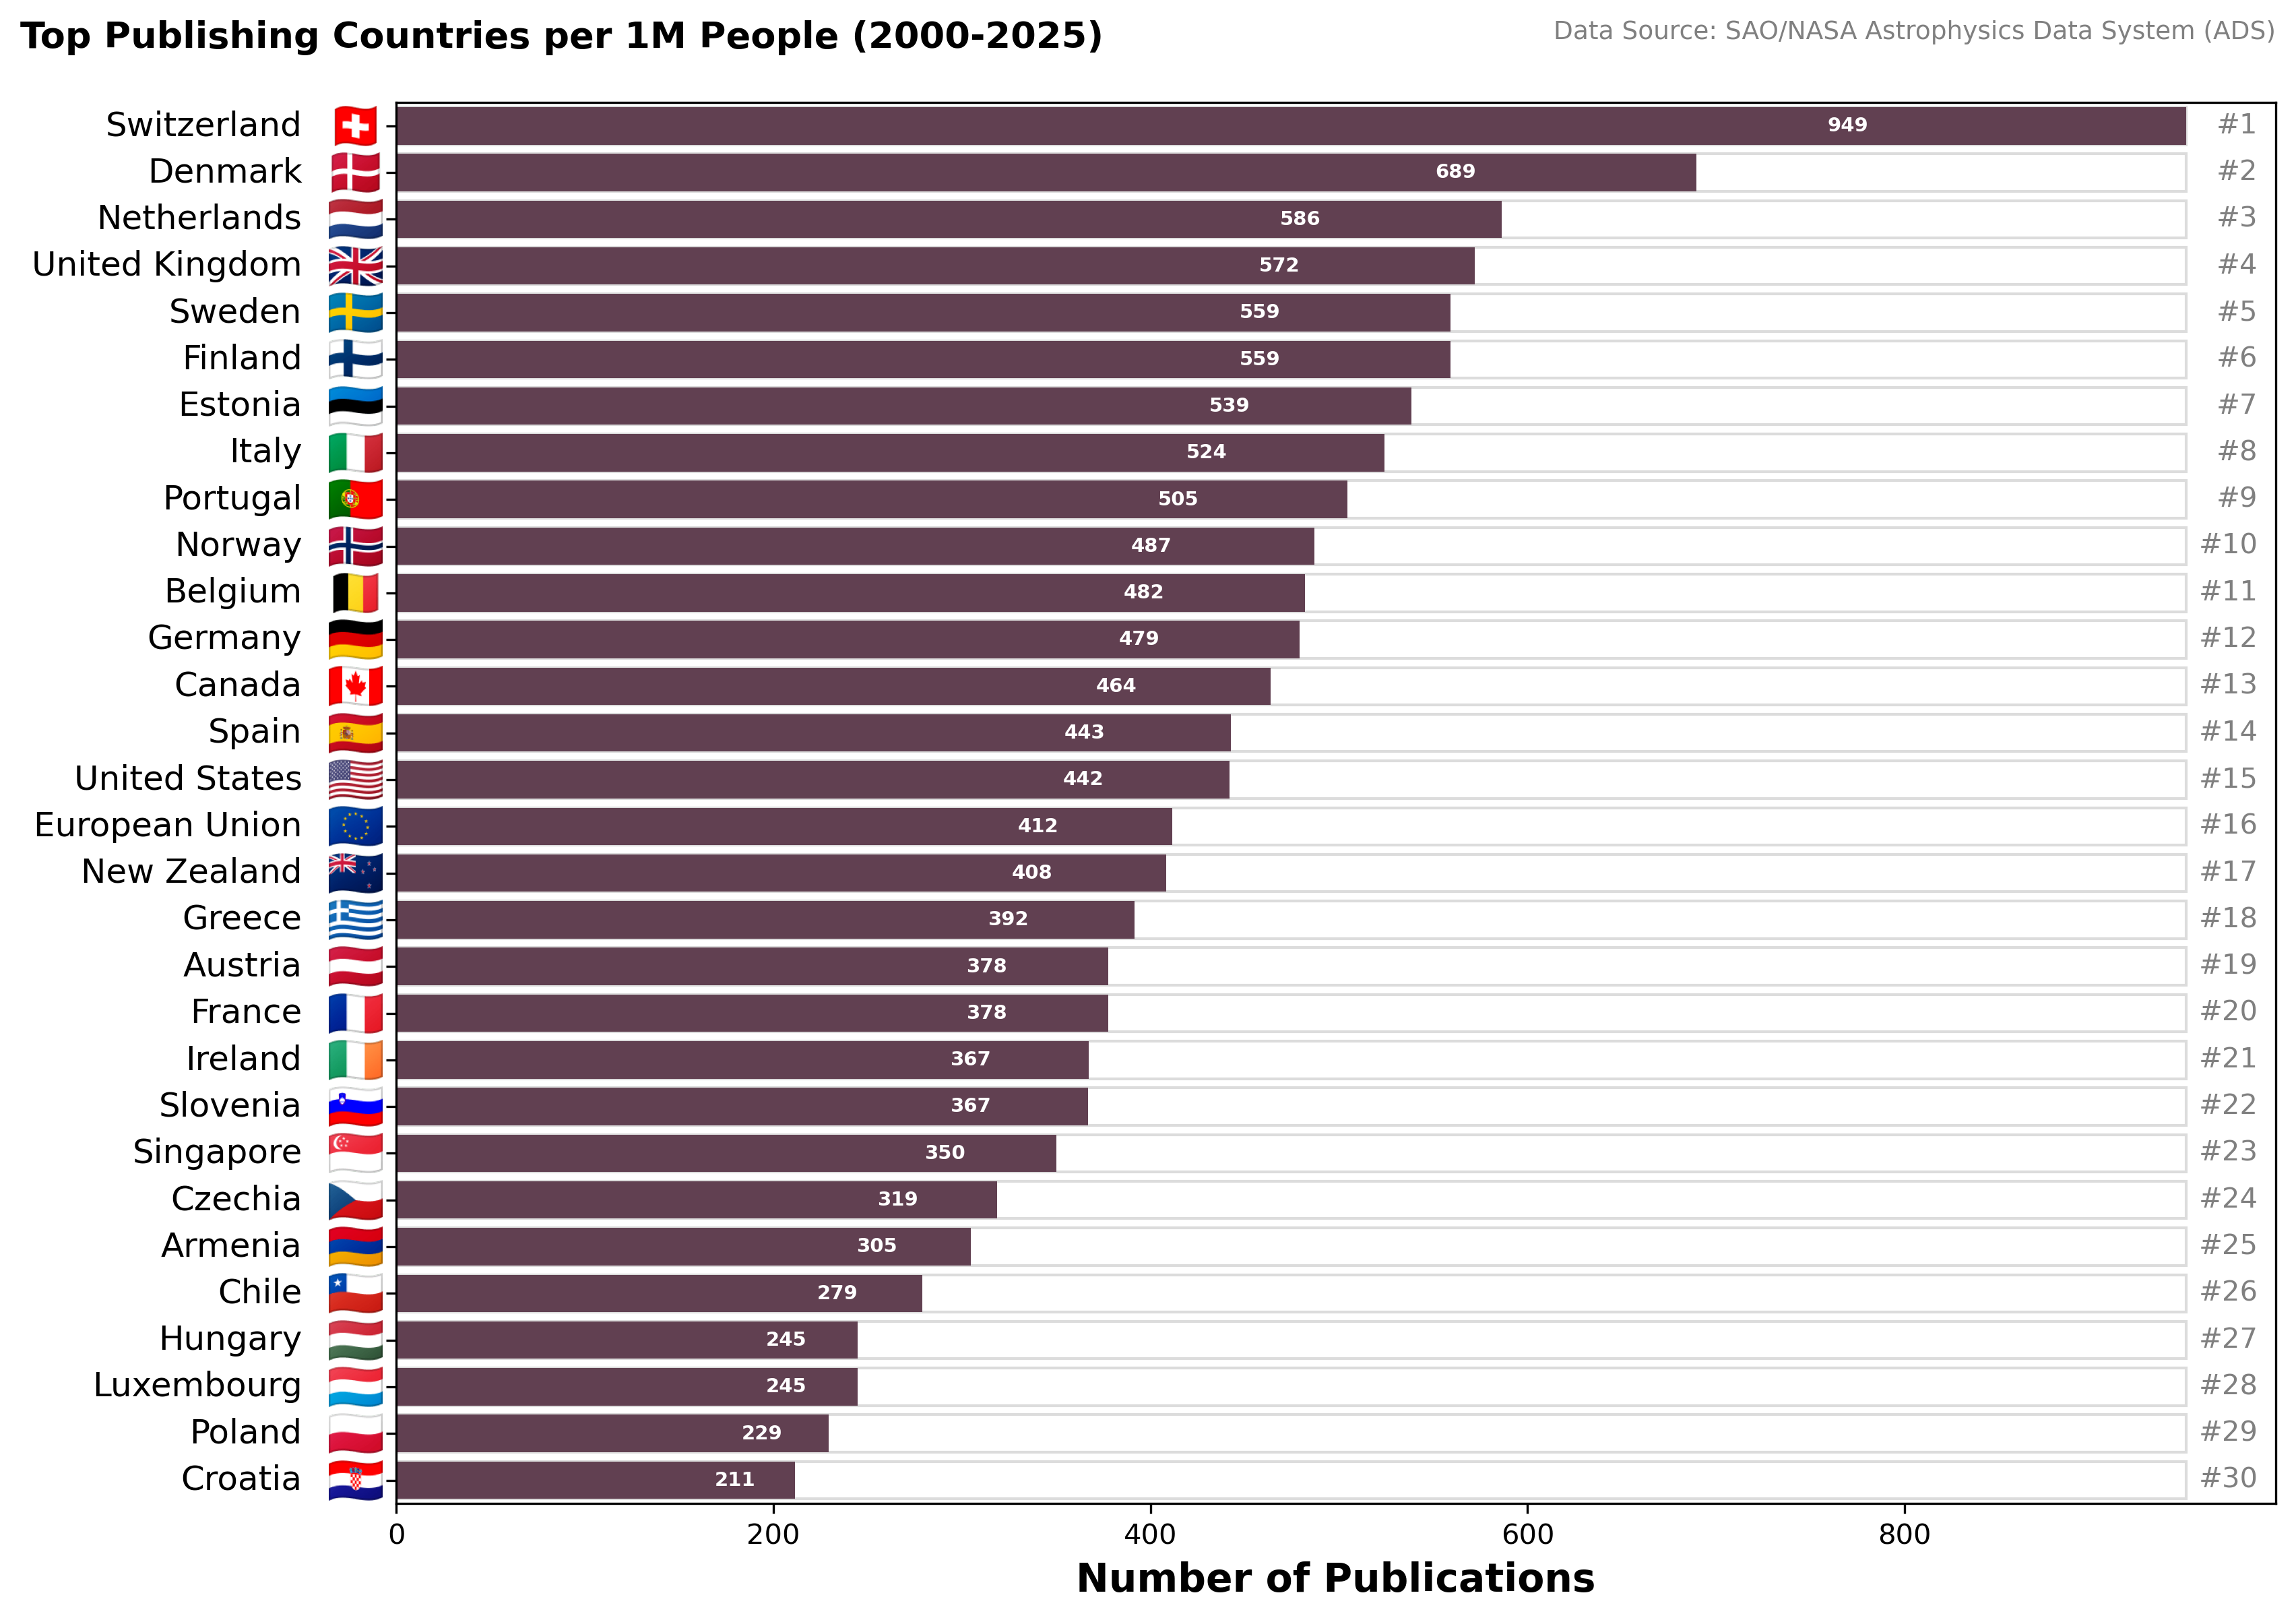 Top Publishing Countries per 1M People (2000-2025)
Data Source: SAO/NASA Astrophysics Data System (ADS)
Switzerland 949 #1
Denmark 689 #2
Netherlands 586 #3
United Kingdom 572 #4
Sweden 559 #5
Finland 559 #6
Estonia 539 #7
Italy 524 #8
Portugal 505 #9
Norway 487 #10
Belgium 482 #11
Germany 479 #12
Canada 464 #13
Spain 443 #14
United States 442 #15
European Union 412 #16
New Zealand 408 #17
Greece 392 #18
Austria 378 #19
France 378 #20
Ireland 367 #21
Slovenia 367 #22
Singapore 350 #23
Czechia 319 #24
Armenia 305 #25
Chile 279 #26
Hungary 245 #27
Luxembourg 245 #28
Poland 229 #29
Croatia 211 #30
0 200 400 600 800
Number of Publications